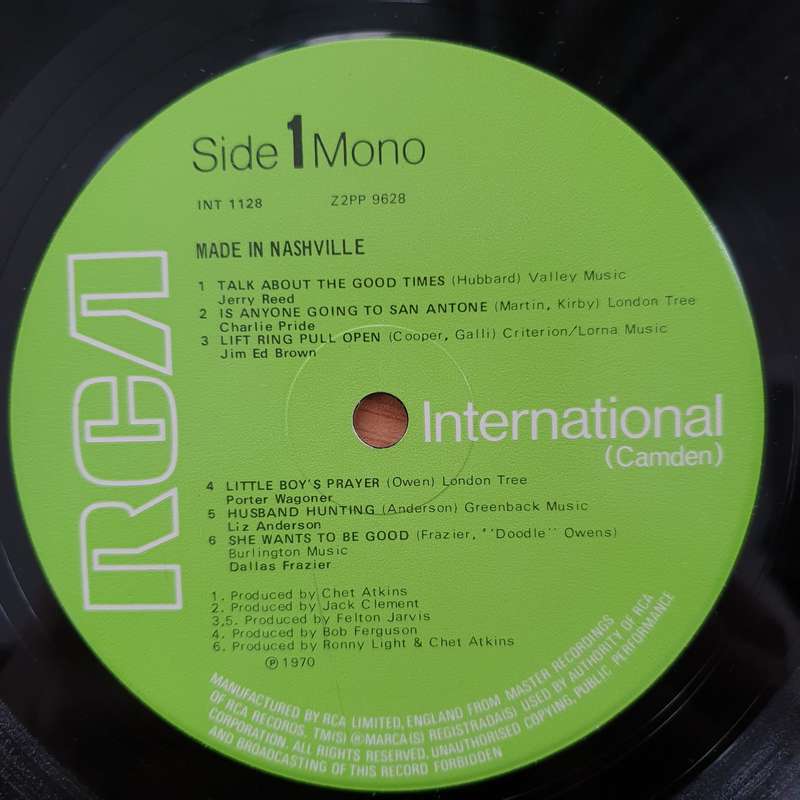 Side 1 Mono
INT 1128 Z2PP 9628
MADE IN NASHVILLE
1 TALK ABOUT THE GOOD TIMES (Hubbard) Valley Music
Jerry Reed
2 IS ANYONE GOING TO SAN ANTONE (Martin, Kirby) London Tree
Charlie Pride
3 LIFT RING PULL OPEN (Cooper, Galli) Criterion/Lorna Music
Jim Ed Brown
RCA
International
(Camden)
4 LITTLE BOY'S PRAYER (Owen) London Tree
Porter Wagoner
5 HUSBAND HUNTING (Anderson) Greenback Music
Liz Anderson
6 SHE WANTS TO BE GOOD (Frazier, ''Doodle'' Owens)
Burlington Music
Dallas Frazier
1. Produced by Chet Atkins
2. Produced by Jack Clement
3,5. Produced by Felton Jarvis
4. Produced by Bob Ferguson
6. Produced by Ronny Light & Chet Atkins
℗ 1970
MANUFACTURED BY RCA LIMITED, ENGLAND FROM MASTER RECORDINGS
OF RCA RECORDS. TM(S) ® MARCA(S) REGISTRADA(S) USED BY AUTHORITY OF RCA
CORPORATION. ALL RIGHTS RESERVED. UNAUTHORISED COPYING, PUBLIC PERFORMANCE
AND BROADCASTING OF THIS RECORD FORBIDDEN